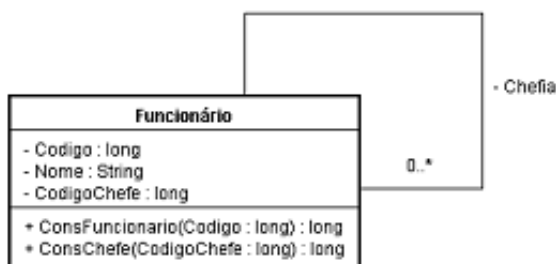 - Chefia
Funcionário
- Codigo : long
- Nome : String
- CodigoChefe : long
0..*
+ ConsFuncionario(Codigo : long) : long
+ ConsChefe(CodigoChefe : long) : long